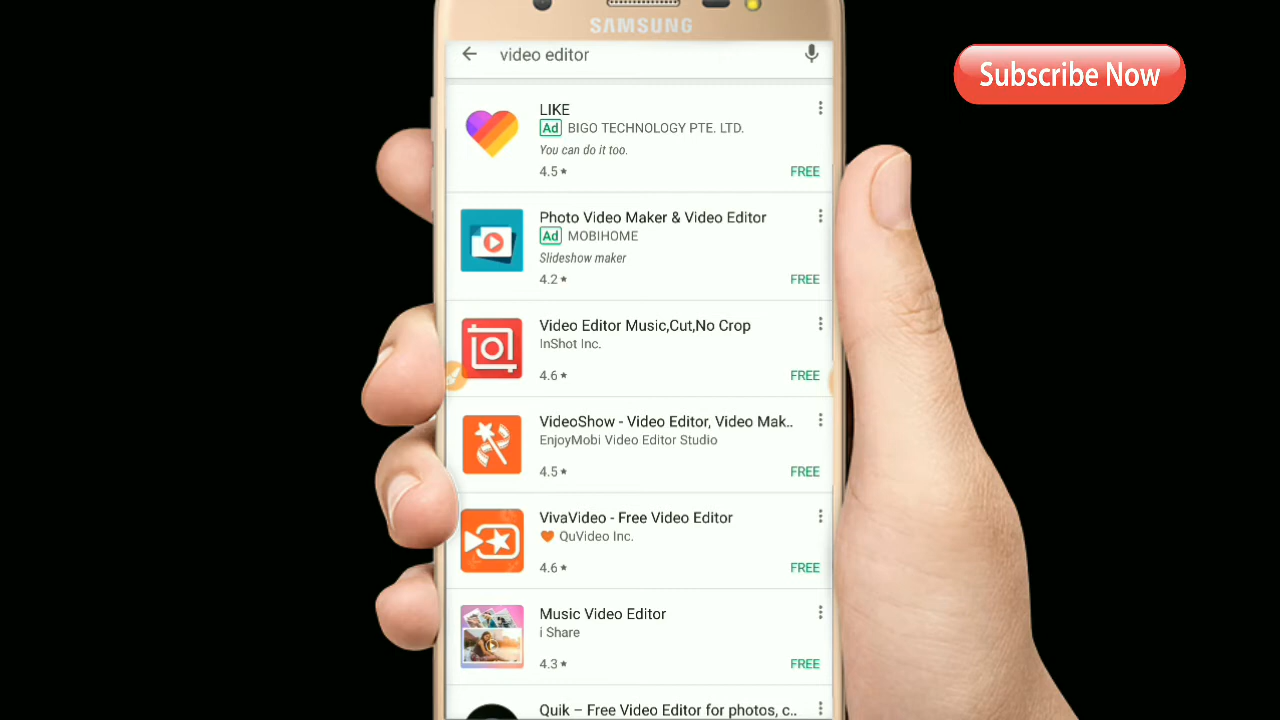 SAMSUNG
video editor
Subscribe Now
LIKE
Ad BIGO TECHNOLOGY PTE. LTD.
You can do it too.
4.5★ FREE
Photo Video Maker & Video Editor
Ad MOBIHOME
Slideshow maker
4.2★ FREE
Video Editor Music,Cut,No Crop
InShot Inc.
4.6★ FREE
VideoShow - Video Editor, Video Mak..
EnjoyMobi Video Editor Studio
4.5★ FREE
VivaVideo - Free Video Editor
QuVideo Inc.
4.6★ FREE
Music Video Editor
i Share
4.3★ FREE
Quik – Free Video Editor for photos, c..